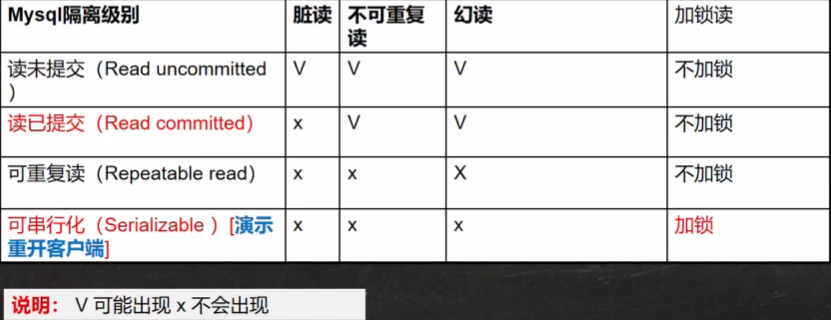 Mysql隔离级别 脏读 不可重复读 幻读 加锁读
读未提交（Read uncommitted） V V V 不加锁
读已提交（Read committed） x V V 不加锁
可重复读（Repeatable read） x x X 不加锁
可串行化（Serializable ）[演示重开客户端] x x x 加锁
说明： V 可能出现 x 不会出现